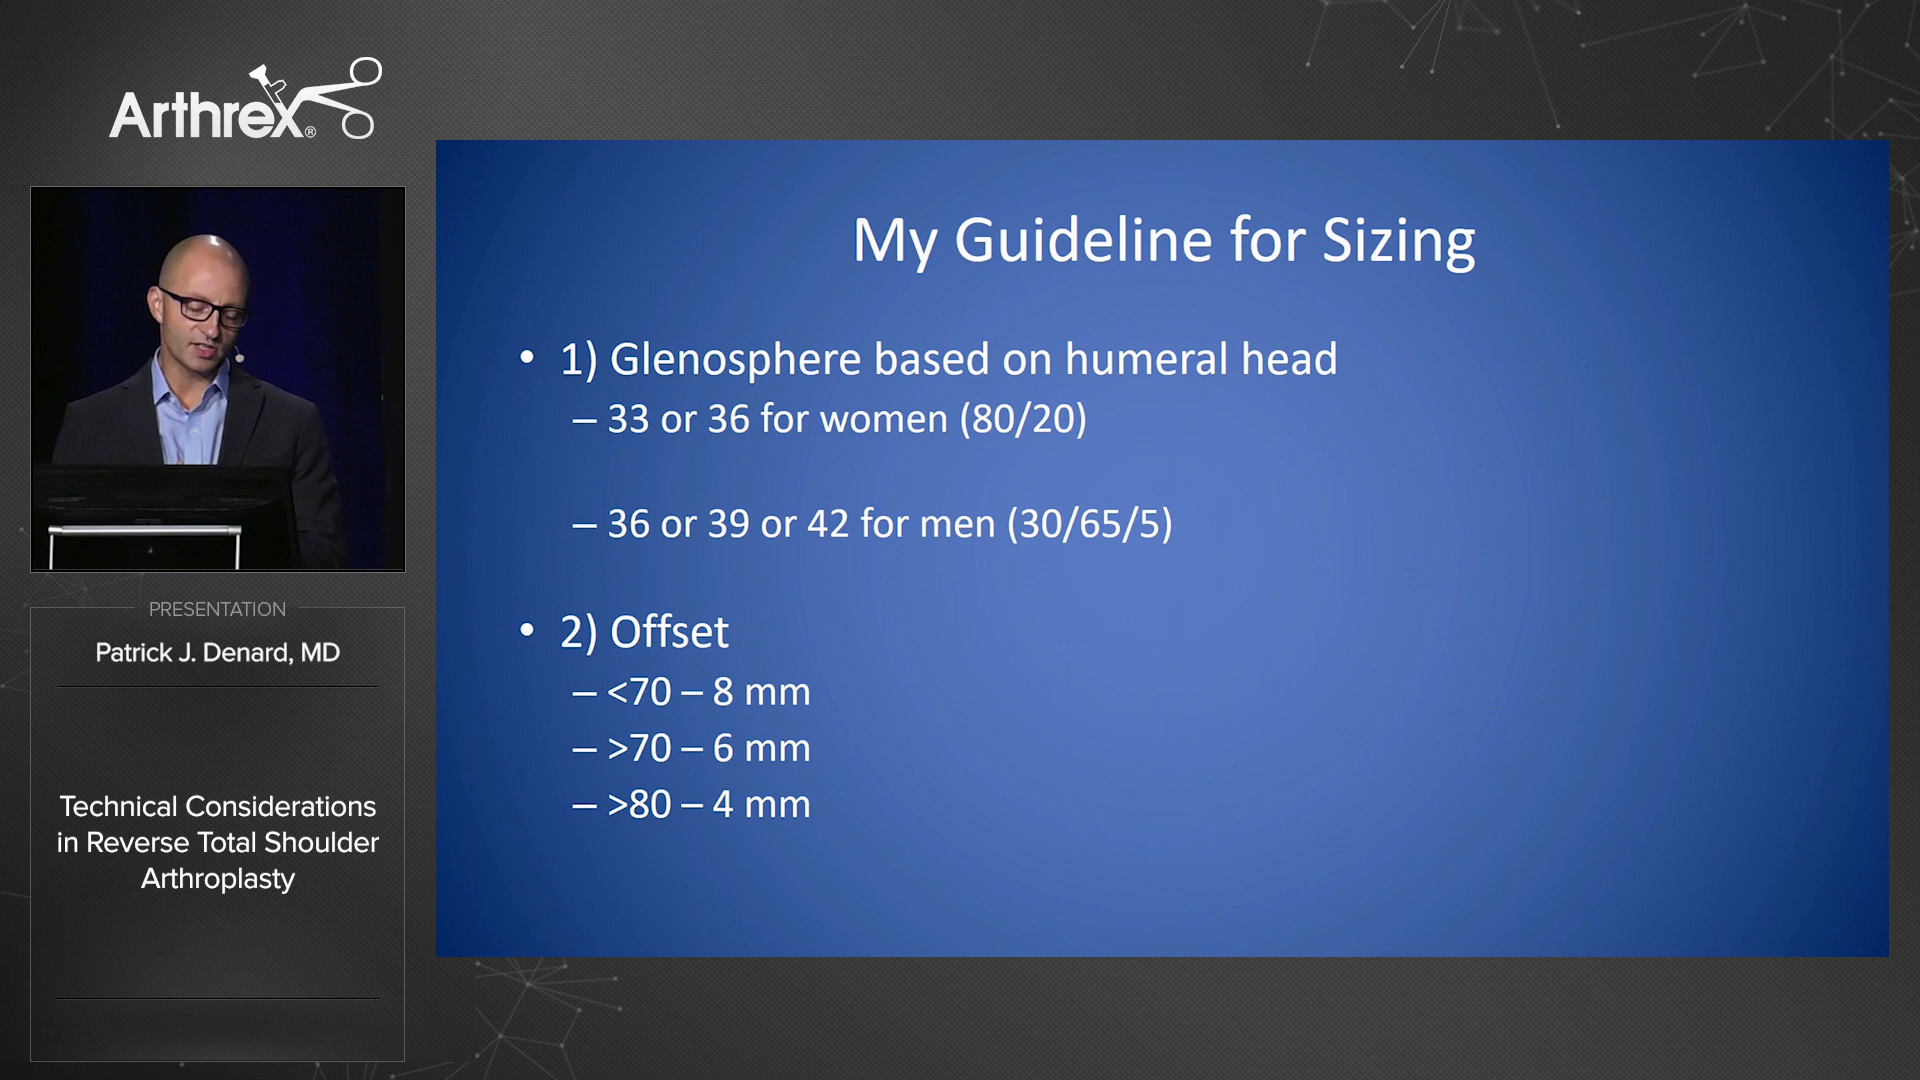 Arthrex®
PRESENTATION
Patrick J. Denard, MD
Technical Considerations
in Reverse Total Shoulder
Arthroplasty
My Guideline for Sizing
• 1) Glenosphere based on humeral head
– 33 or 36 for women (80/20)
– 36 or 39 or 42 for men (30/65/5)
• 2) Offset
– <70 – 8 mm
– >70 – 6 mm
– >80 – 4 mm